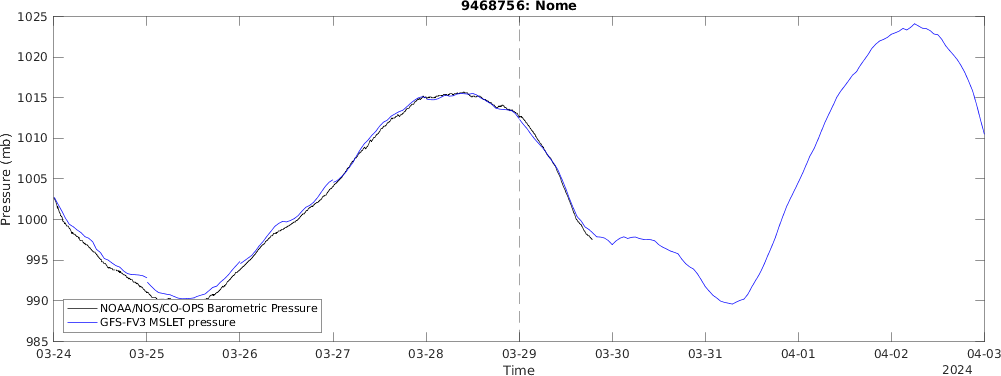 9468756: Nome
1025
1020
1015
1010
1005
1000
995
990
985
Pressure (mb)
NOAA/NOS/CO-OPS Barometric Pressure
GFS-FV3 MSLET pressure
03-24 03-25 03-26 03-27 03-28 03-29 03-30 03-31 04-01 04-02 04-03
Time
2024